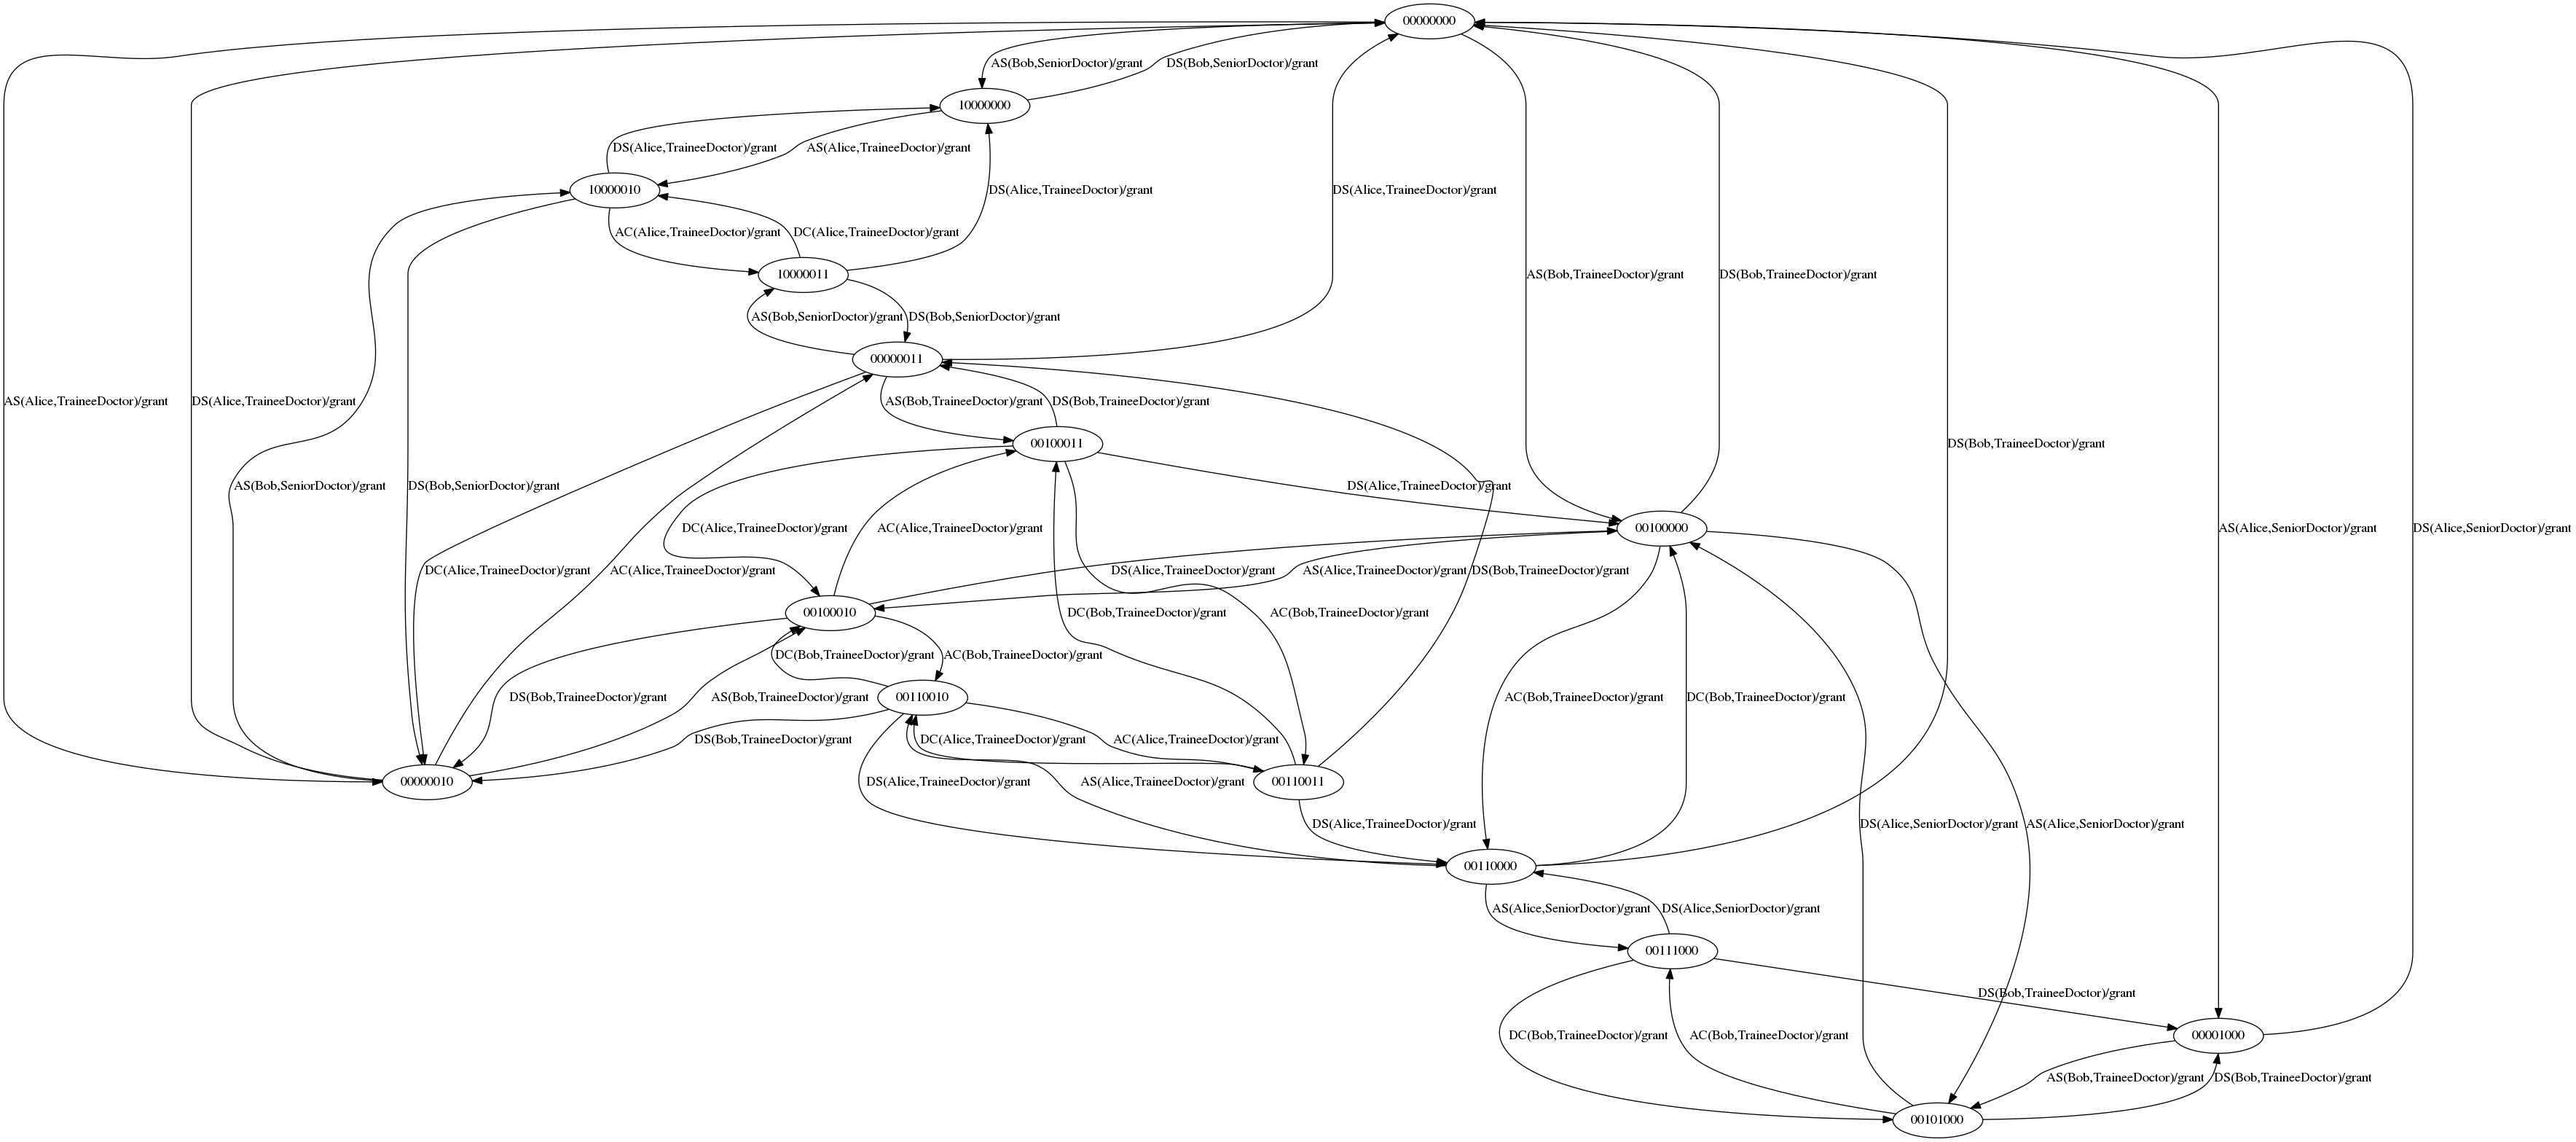 00000000
AS(Bob,SeniorDoctor)/grant
DS(Bob,SeniorDoctor)/grant
10000000
DS(Alice,TraineeDoctor)/grant
AS(Alice,TraineeDoctor)/grant
10000010
DS(Alice,TraineeDoctor)/grant
DS(Alice,TraineeDoctor)/grant
AC(Alice,TraineeDoctor)/grant
DC(Alice,TraineeDoctor)/grant
10000011
AS(Bob,TraineeDoctor)/grant
DS(Bob,TraineeDoctor)/grant
AS(Bob,SeniorDoctor)/grant
DS(Bob,SeniorDoctor)/grant
00000011
AS(Alice,TraineeDoctor)/grant
DS(Alice,TraineeDoctor)/grant
AS(Bob,TraineeDoctor)/grant
DS(Bob,TraineeDoctor)/grant
00100011
DS(Bob,TraineeDoctor)/grant
AS(Bob,SeniorDoctor)/grant
DS(Bob,SeniorDoctor)/grant
DS(Alice,TraineeDoctor)/grant
DC(Alice,TraineeDoctor)/grant
AC(Alice,TraineeDoctor)/grant
00100000
AS(Alice,SeniorDoctor)/grant
DS(Alice,SeniorDoctor)/grant
DC(Alice,TraineeDoctor)/grant
AC(Alice,TraineeDoctor)/grant
DS(Alice,TraineeDoctor)/grant
AS(Alice,TraineeDoctor)/grant
DS(Bob,TraineeDoctor)/grant
00100010
DC(Bob,TraineeDoctor)/grant
AC(Bob,TraineeDoctor)/grant
DC(Bob,TraineeDoctor)/grant
AC(Bob,TraineeDoctor)/grant
DS(Bob,TraineeDoctor)/grant
AS(Bob,TraineeDoctor)/grant
00110010
AC(Bob,TraineeDoctor)/grant
DC(Bob,TraineeDoctor)/grant
DS(Bob,TraineeDoctor)/grant
DC(Alice,TraineeDoctor)/grant
AC(Alice,TraineeDoctor)/grant
00000010
DS(Alice,TraineeDoctor)/grant
AS(Alice,TraineeDoctor)/grant
00110011
DS(Alice,TraineeDoctor)/grant
DS(Alice,SeniorDoctor)/grant
AS(Alice,SeniorDoctor)/grant
00110000
AS(Alice,SeniorDoctor)/grant
DS(Alice,SeniorDoctor)/grant
00111000
DS(Bob,TraineeDoctor)/grant
DC(Bob,TraineeDoctor)/grant
AC(Bob,TraineeDoctor)/grant
00001000
AS(Bob,TraineeDoctor)/grant
DS(Bob,TraineeDoctor)/grant
00101000